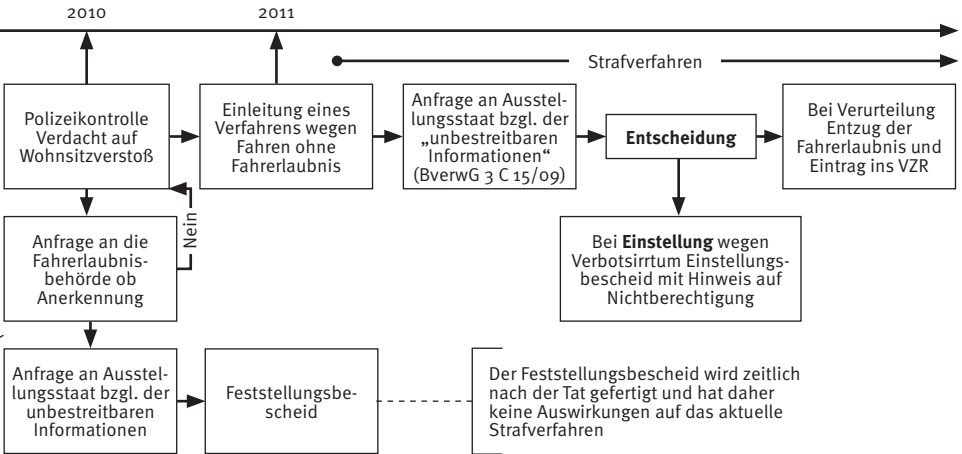 2010
2011
Strafverfahren
Polizeikontrolle
Verdacht auf
Wohnsitzverstoß
Einleitung eines
Verfahrens wegen
Fahren ohne
Fahrerlaubnis
Anfrage an Ausstel-
lungsstaat bzgl. der
„unbestreitbaren
Informationen“
(BverwG 3 C 15/09)
Entscheidung
Bei Verurteilung
Entzug der
Fahrerlaubnis und
Eintrag ins VZR
Nein
Anfrage an die
Fahrerlaubnis-
behörde ob
Anerkennung
Bei Einstellung wegen
Verbotsirrtum Einstellungs-
bescheid mit Hinweis auf
Nichtberechtigung
Anfrage an Ausstel-
lungsstaat bzgl. der
unbestreitbaren
Informationen
Feststellungsbe-
scheid
Der Feststellungsbescheid wird zeitlich
nach der Tat gefertigt und hat daher
keine Auswirkungen auf das aktuelle
Strafverfahren